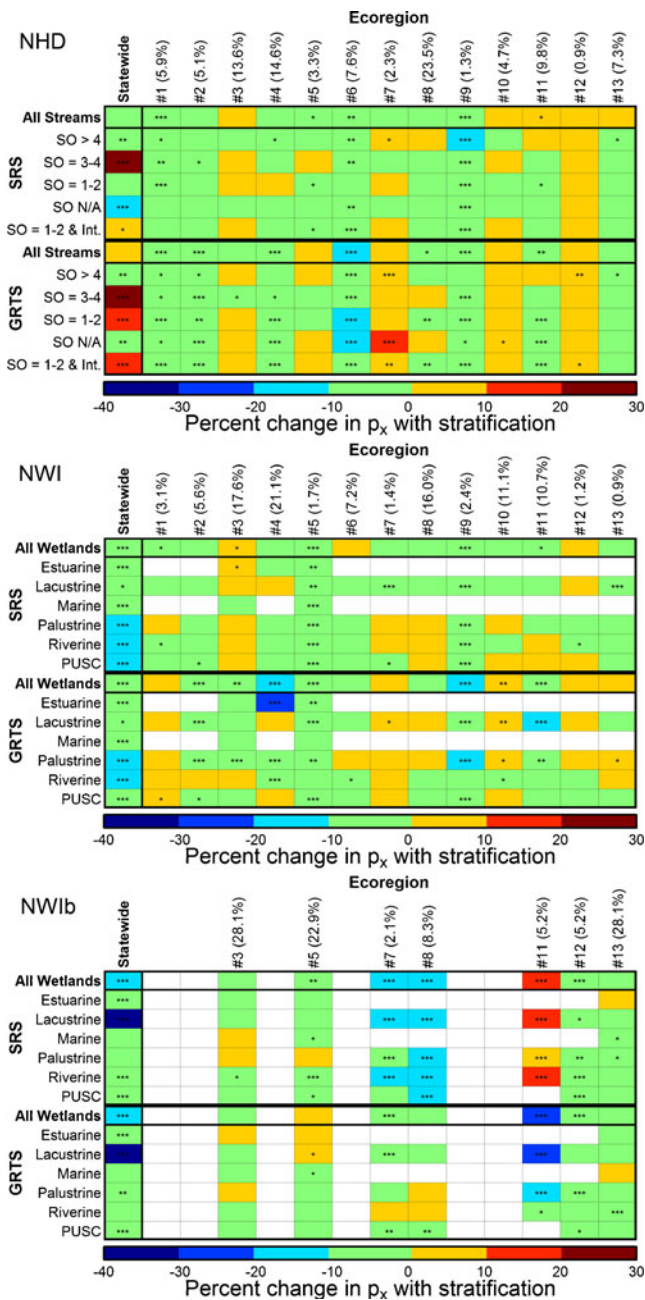 NHD
Ecoregion
Statewide
#1 (5.9%)
#2 (5.1%)
#3 (13.6%)
#4 (14.6%)
#5 (3.3%)
#6 (7.6%)
#7 (2.3%)
#8 (23.5%)
#9 (1.3%)
#10 (4.7%)
#11 (9.8%)
#12 (0.9%)
#13 (7.3%)
SRS
All Streams *** * ** *** *
SO > 4 ** * * ** * *** *
SO = 3-4 *** ** * ** ***
SO = 1-2 *** * *** *
SO N/A *** ** ***
SO = 1-2 & Int. * * *** ***
GRTS
All Streams *** *** *** *** * *** **
SO > 4 ** * * *** *** ** *
SO = 3-4 *** * *** * * *** ***
SO = 1-2 *** *** ** *** *** ** *** ***
SO N/A ** * *** *** *** *** * * ***
SO = 1-2 & Int. *** *** *** *** *** ** ** *** *** *
-40 -30 -20 -10 0 10 20 30
Percent change in px with stratification
NWI
Ecoregion
Statewide
#1 (3.1%)
#2 (5.6%)
#3 (17.6%)
#4 (21.1%)
#5 (1.7%)
#6 (7.2%)
#7 (1.4%)
#8 (16.0%)
#9 (2.4%)
#10 (11.1%)
#11 (10.7%)
#12 (1.2%)
#13 (0.9%)
SRS
All Wetlands *** * * *** *** *
Estuarine *** * **
Lacustrine * ** *** *** ***
Marine *** ***
Palustrine *** *** ***
Riverine *** * *** *** *
PUSC *** * *** * ***
GRTS
All Wetlands *** *** ** *** *** *** ** ***
Estuarine *** *** **
Lacustrine * *** *** * *** ** ***
Marine ***
Palustrine *** *** *** *** ** *** * ** *
Riverine *** *** * *
PUSC *** * * *** ***
-40 -30 -20 -10 0 10 20 30
Percent change in px with stratification
NWIb
Ecoregion
Statewide
#3 (28.1%)
#5 (22.9%)
#7 (2.1%)
#8 (8.3%)
#11 (5.2%)
#12 (5.2%)
#13 (28.1%)
SRS
All Wetlands *** ** *** *** *** ***
Estuarine ***
Lacustrine *** *** *** *** *
Marine * *
Palustrine *** *** *** ** *
Riverine *** * *** *** *** *** ***
PUSC *** * *** ***
GRTS
All Wetlands *** *** *** ***
Estuarine ***
Lacustrine *** * *** ***
Marine *
Palustrine ** *** ***
Riverine * ***
PUSC *** ** ** *
-40 -30 -20 -10 0 10 20 30
Percent change in px with stratification